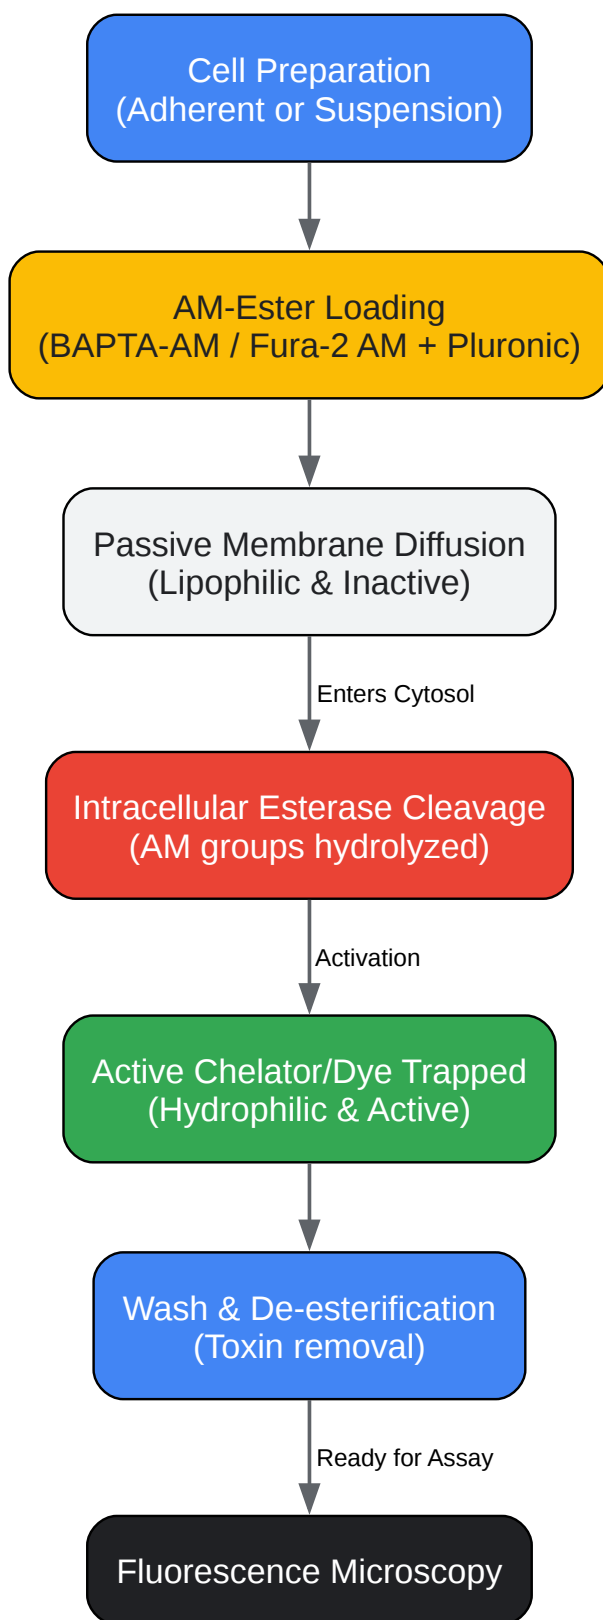 Cell Preparation
(Adherent or Suspension)
AM-Ester Loading
(BAPTA-AM / Fura-2 AM + Pluronic)
Passive Membrane Diffusion
(Lipophilic & Inactive)
Enters Cytosol
Intracellular Esterase Cleavage
(AM groups hydrolyzed)
Activation
Active Chelator/Dye Trapped
(Hydrophilic & Active)
Wash & De-esterification
(Toxin removal)
Ready for Assay
Fluorescence Microscopy